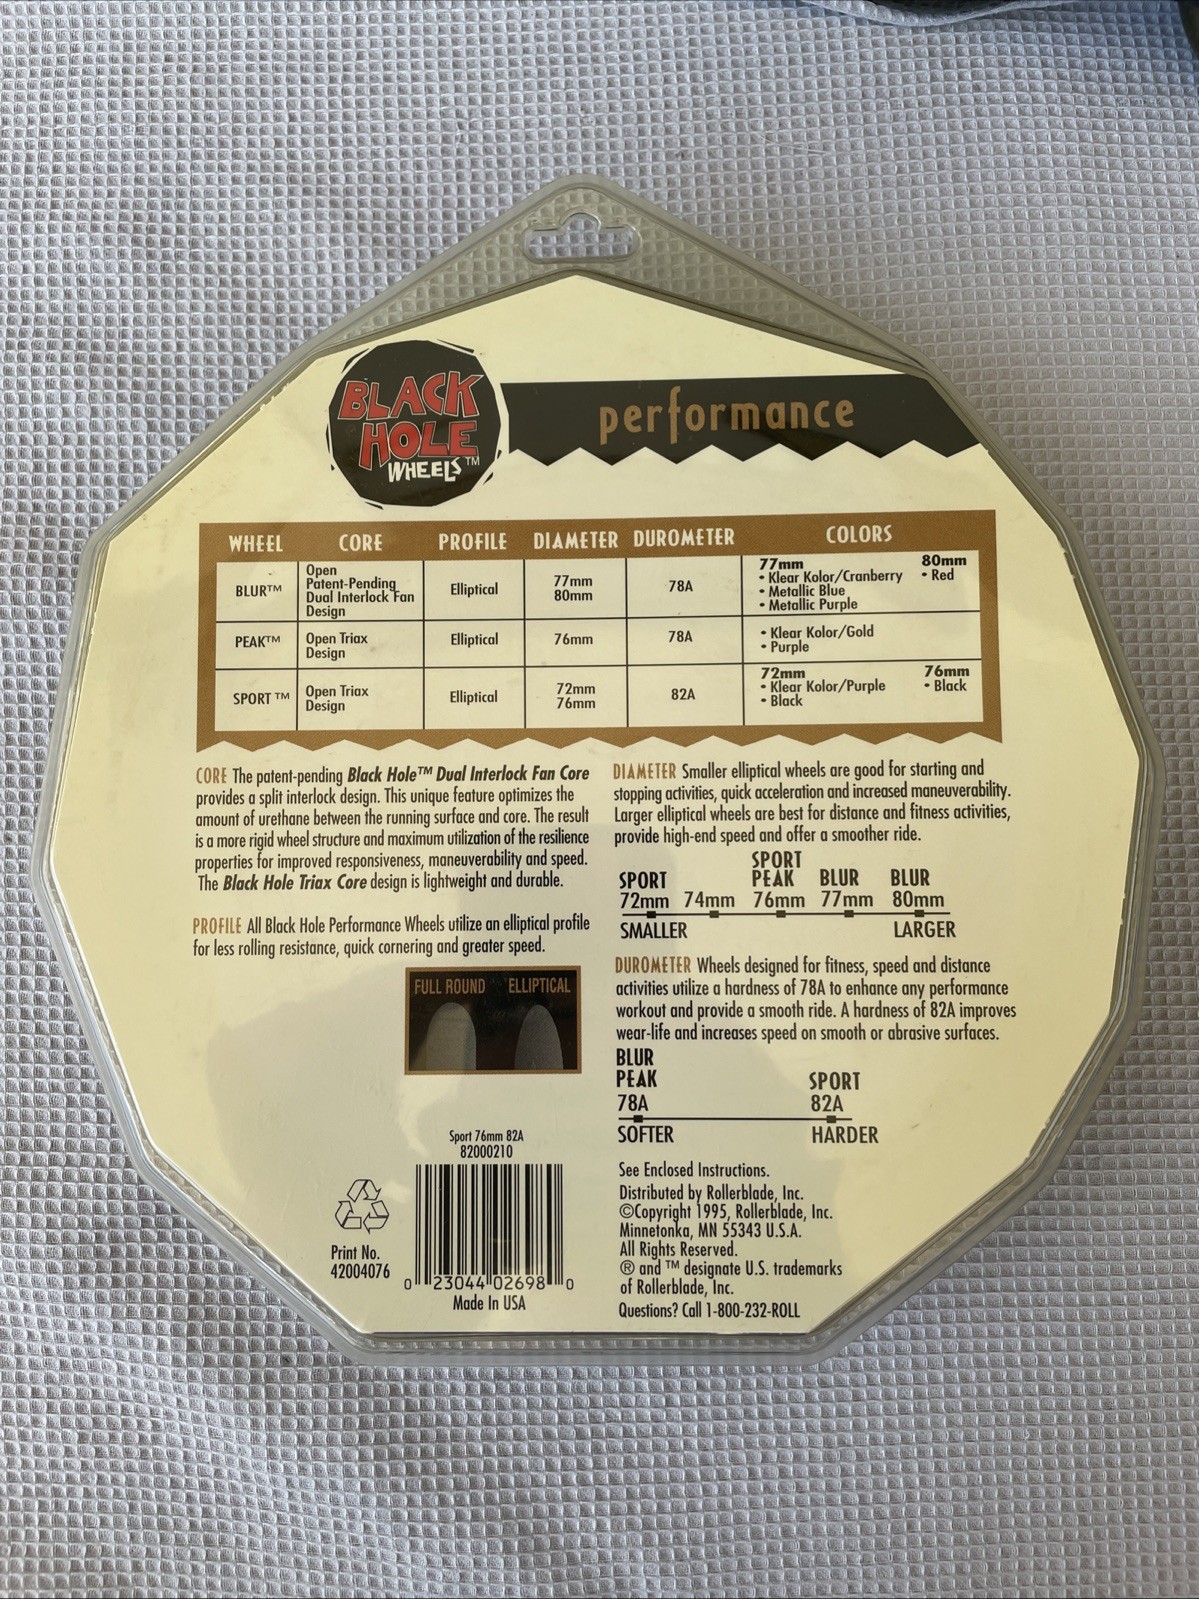 BLACK
HOLE
WHEELS™
performance
WHEEL CORE PROFILE DIAMETER DUROMETER COLORS
BLUR™
Open
Patent-Pending
Dual Interlock Fan
Design
Elliptical
77mm
80mm
78A
77mm
• Klear Kolor/Cranberry
• Metallic Blue
• Metallic Purple
80mm
• Red
PEAK™
Open Triax
Design
Elliptical
76mm
78A
• Klear Kolor/Gold
• Purple
SPORT ™
Open Triax
Design
Elliptical
72mm
76mm
82A
72mm
• Klear Kolor/Purple
• Black
76mm
• Black
CORE The patent-pending Black Hole™ Dual Interlock Fan Core
provides a split interlock design. This unique feature optimizes the
amount of urethane between the running surface and core. The result
is a more rigid wheel structure and maximum utilization of the resilience
properties for improved responsiveness, maneuverability and speed.
The Black Hole Triax Core design is lightweight and durable.
PROFILE All Black Hole Performance Wheels utilize an elliptical profile
for less rolling resistance, quick cornering and greater speed.
FULL ROUND ELLIPTICAL
DIAMETER Smaller elliptical wheels are good for starting and
stopping activities, quick acceleration and increased maneuverability.
Larger elliptical wheels are best for distance and fitness activities,
provide high-end speed and offer a smoother ride.
SPORT
SPORT PEAK BLUR BLUR
72mm 74mm 76mm 77mm 80mm
SMALLER LARGER
DUROMETER Wheels designed for fitness, speed and distance
activities utilize a hardness of 78A to enhance any performance
workout and provide a smooth ride. A hardness of 82A improves
wear-life and increases speed on smooth or abrasive surfaces.
BLUR
PEAK SPORT
78A 82A
SOFTER HARDER
Sport 76mm 82A
82000210
Print No.
42004076
0 23044 02698 0
Made In USA
See Enclosed Instructions.
Distributed by Rollerblade, Inc.
©Copyright 1995, Rollerblade, Inc.
Minnetonka, MN 55343 U.S.A.
All Rights Reserved.
® and ™ designate U.S. trademarks
of Rollerblade, Inc.
Questions? Call 1-800-232-ROLL